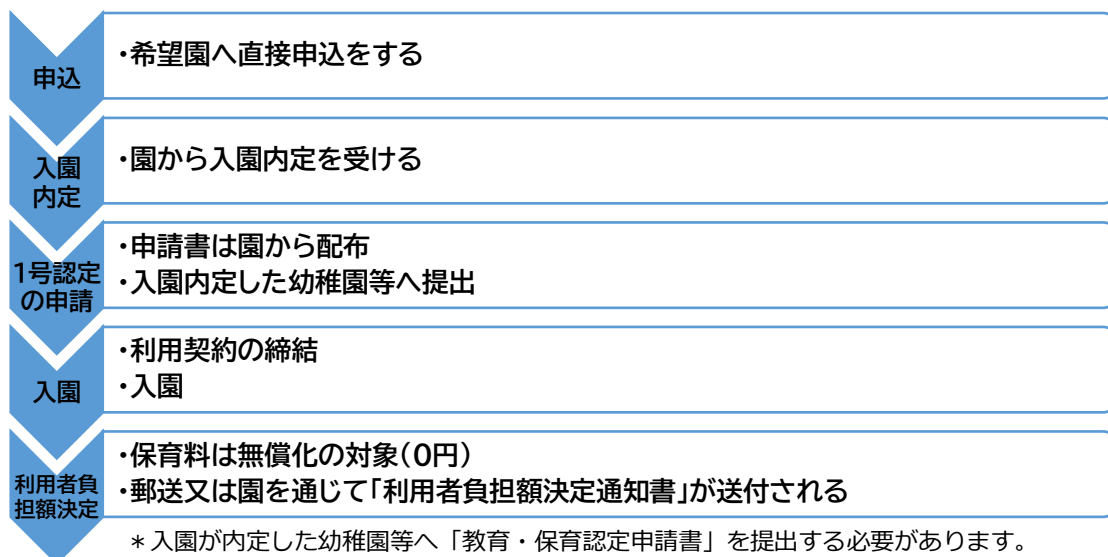 申込
・希望園へ直接申込をする
入園
内定
・園から入園内定を受ける
1号認定
の申請
・申請書は園から配布
・入園内定した幼稚園等へ提出
入園
・利用契約の締結
・入園
利用者負
担額決定
・保育料は無償化の対象(0円)
・郵送又は園を通じて「利用者負担額決定通知書」が送付される
＊入園が内定した幼稚園等へ「教育・保育認定申請書」を提出する必要があります。